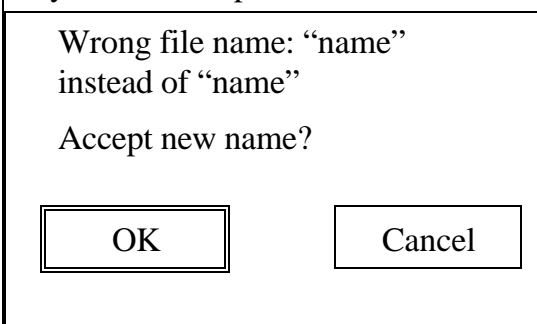 Wrong file name: “name”
instead of “name”
Accept new name?
OK Cancel